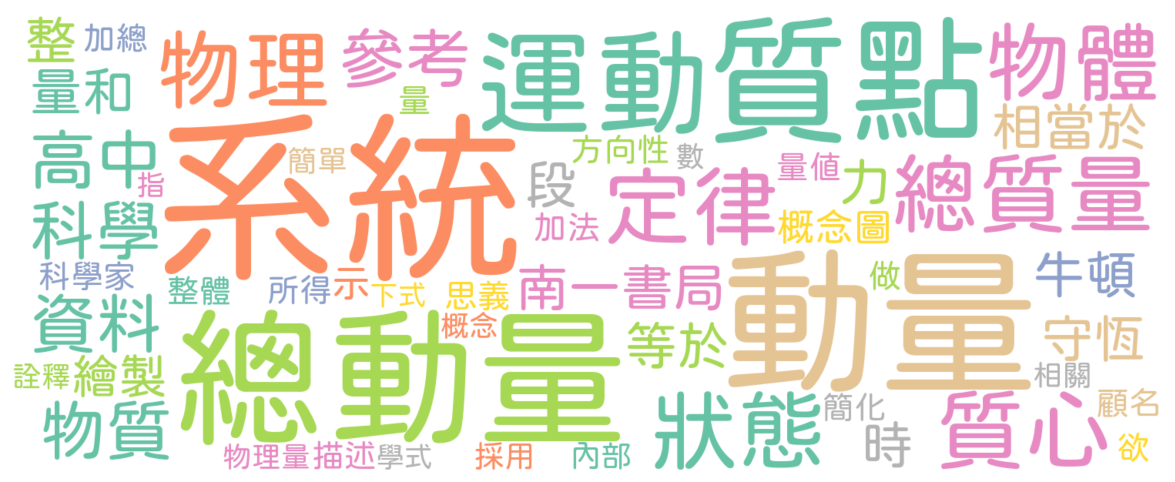 整
加總
物理
參考
運動
質點
物體
量和
量
相當於
高中
系統
簡單
方向性
數
量值
力
總質量
指
段
定律
科學
加法
概念圖
科學家
整體
所得
示
下式
思義
南一書局
動量
做
牛頓
資料
總動量
概念
等於
守恆
詮釋
繪製
相關
物質
狀態
簡化
時
質心
顧名
物理量
描述
學式
採用
內部
欲